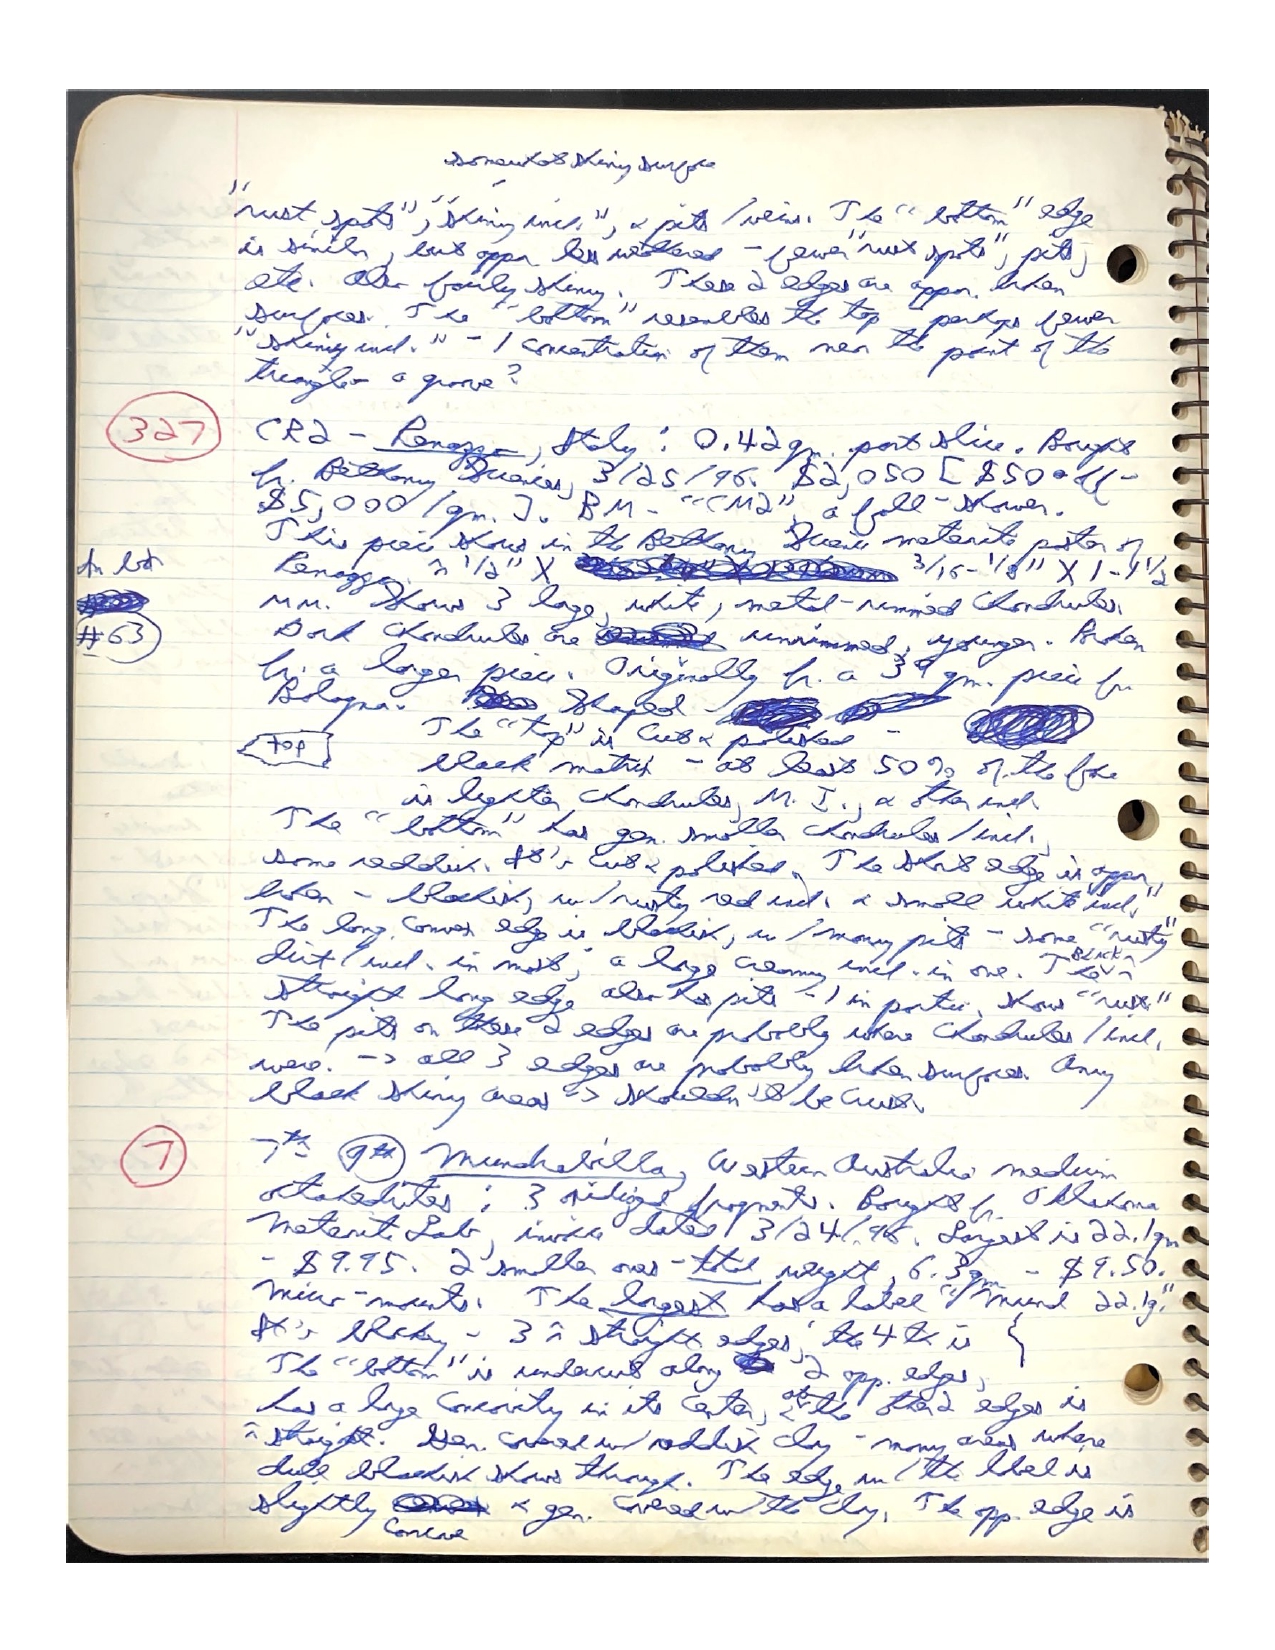 somewhat shiny surface
"rust spots", "shiny incl.", & pits/veins. The "bottom" edge
is similar, but appar. less weathered - fewer "rust spots", pits,
etc. Also fairly shiny. These 2 edges are appar. broken
surfaces. The "bottom" resembles the top - perhaps fewer
"shiny incl." - 1 concentration of them near the point of the
triangle - a groove?
327
CR2 - Renazzo, Italy: 0.42 gm. part slice. Bought
fr. Bethany Sciences, 3/25/96. $2,050 [$50 off -
$5,000/gm.]. BM - "CM2", a fall - shower.
This piece shows in the Bethany Science meteorite poster of
Renazzo. ≈ 1/2" X 3/16 - 1/8" X 1 - 1 1/2
In lot
#63
mm. Shows 3 large, white, metal-rimmed chondrules.
Dark chondrules are unrimmed, younger. Broken
fr. a larger piece. Originally fr. a 39 gm. piece fr.
Bologna. Shaped -
top
The "top" is cut & polished -
black matrix - at least 50% of the face
is lighter chondrules, M. I., & other incl.
The "bottom" has gen. smaller chondrules/incl.,
some reddish. It's cut & polished. The short edge is appar.
broken - blackish, w/rusty red incl. & small white incl.
The long, convex edge is blackish, w/many pits - some "rusty"
dirt/incl. in most, a large creamy incl. in one. The
black
straight long edge also has pits - 1 in partic. shows "rust"
The pits on these 2 edges are probably where chondrules/incl.
were. -> all 3 edges are probably broken surfaces. Any
black shiny areas -> shouldn't be crust.
7
7th 9th Mundrabilla, Western Australia medium
octahedrites: 3 oxidized fragments. Bought fr. Oklahoma
Meteorite Lab, invoice dated 3/24/96. Largest is 22.1 gm
- $9.95. 2 smaller ones - total weight, 6.3 gm - $9.50.
Micro-mounts. The largest has a label "Mund 22.1g."
It's blocky - 3 ≈ straight edges, the 4th is {
The "bottom" is undercut along 2 opp. edges,
has a large concavity in its center, & the other 2 edges is
≈ straight. Gen. covered w/ reddish clay - many areas where
dull blackish shows through. The edge w/ the label is
slightly concave & gen. covered w/ the clay. The opp. edge is